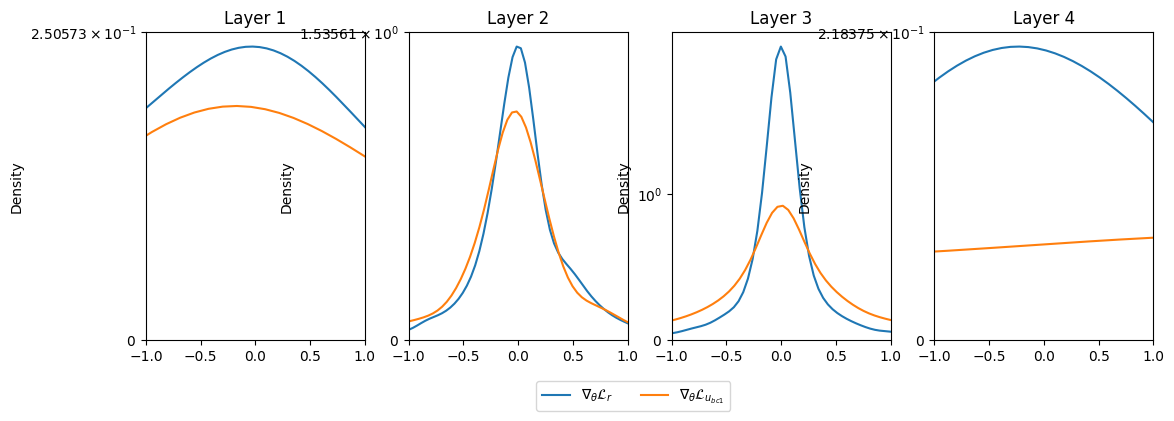 Layer 1
Layer 2
Layer 3
Layer 4
2.50573 × 10⁻¹
1.53561 × 10⁰
2.18375 × 10⁻¹
Density
Density
Density
Density
10⁰
0
0
0
0
−1.0 −0.5 0.0 0.5 1.0
−1.0 −0.5 0.0 0.5 1.0
−1.0 −0.5 0.0 0.5 1.0
−1.0 −0.5 0.0 0.5 1.0
∇θℒr
∇θℒu_bc1